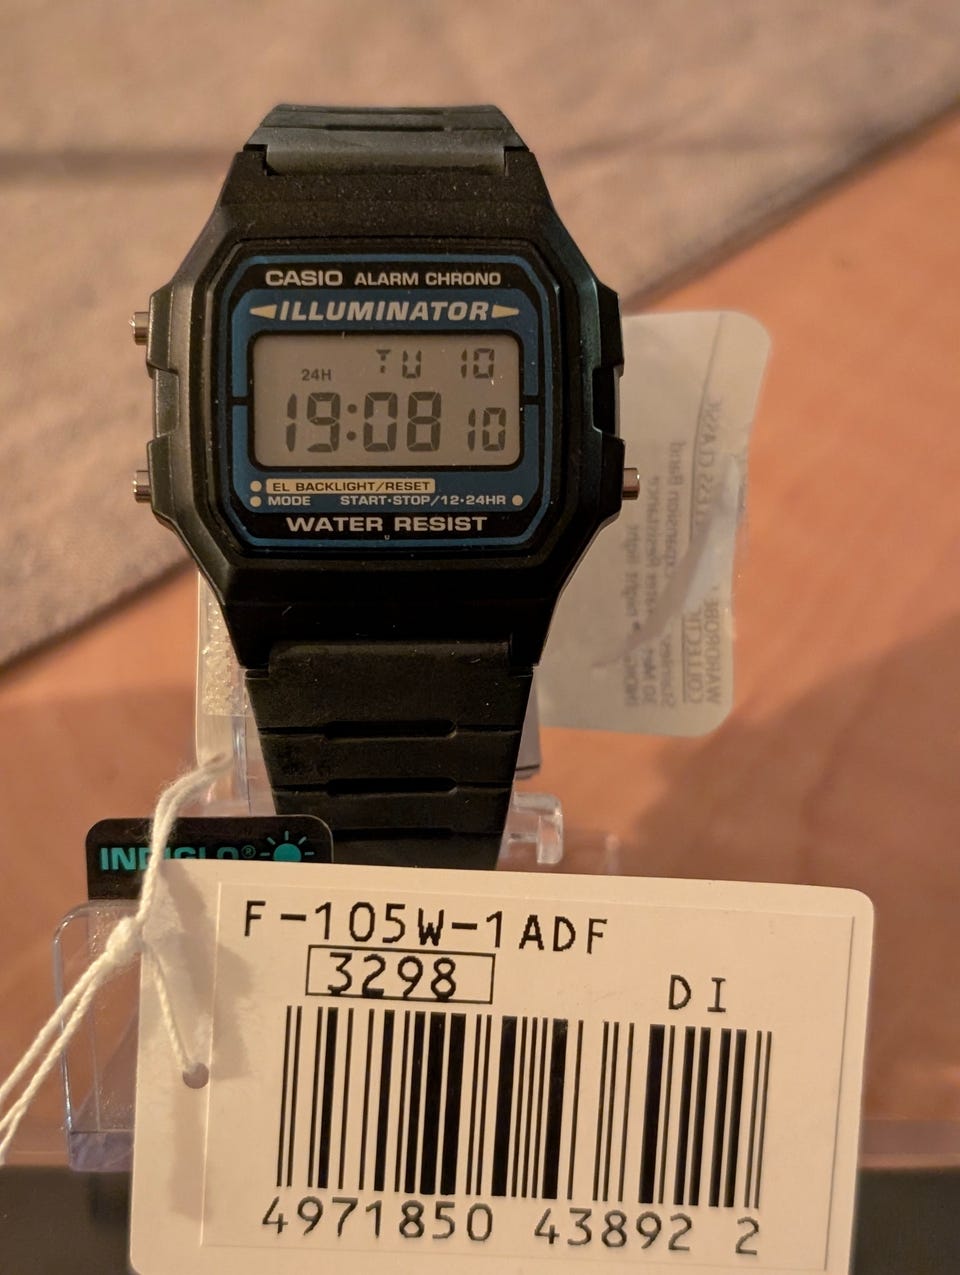 CASIO ALARM CHRONO
ILLUMINATOR
TU 10
24H
19:08 10
EL BACKLIGHT/RESET
MODE START·STOP/12·24HR
WATER RESIST
U
INDIGLO®
F-105W-1ADF
3298
DI
4971850 43892 2